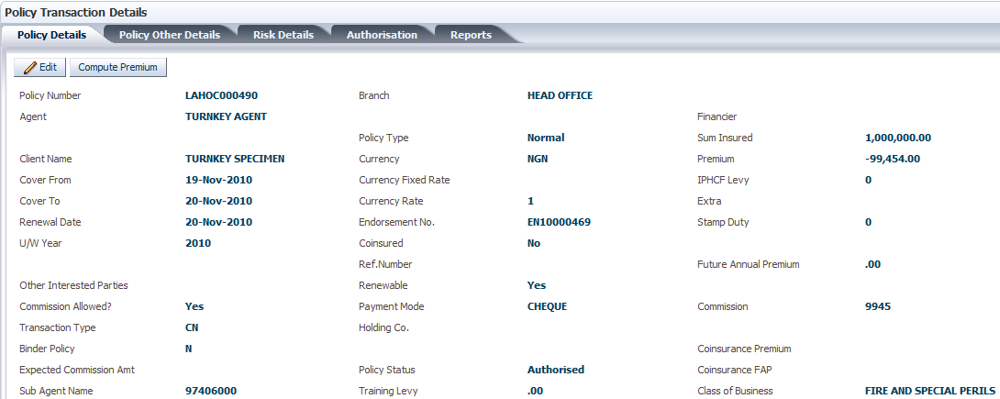 Policy Transaction Details
Policy Details Policy Other Details Risk Details Authorisation Reports
Edit Compute Premium
Policy Number LAHOC000490 Branch HEAD OFFICE
Agent TURNKEY AGENT Financier
Policy Type Normal Sum Insured 1,000,000.00
Client Name TURNKEY SPECIMEN Currency NGN Premium -99,454.00
Cover From 19-Nov-2010 Currency Fixed Rate IPHCF Levy 0
Cover To 20-Nov-2010 Currency Rate 1 Extra
Renewal Date 20-Nov-2010 Endorsement No. EN10000469 Stamp Duty 0
U/W Year 2010 Coinsured No
Ref.Number Future Annual Premium .00
Other Interested Parties Renewable Yes
Commission Allowed? Yes Payment Mode CHEQUE Commission 9945
Transaction Type CN Holding Co.
Binder Policy N Coinsurance Premium
Expected Commission Amt Policy Status Authorised Coinsurance FAP
Sub Agent Name 97406000 Training Levy .00 Class of Business FIRE AND SPECIAL PERILS